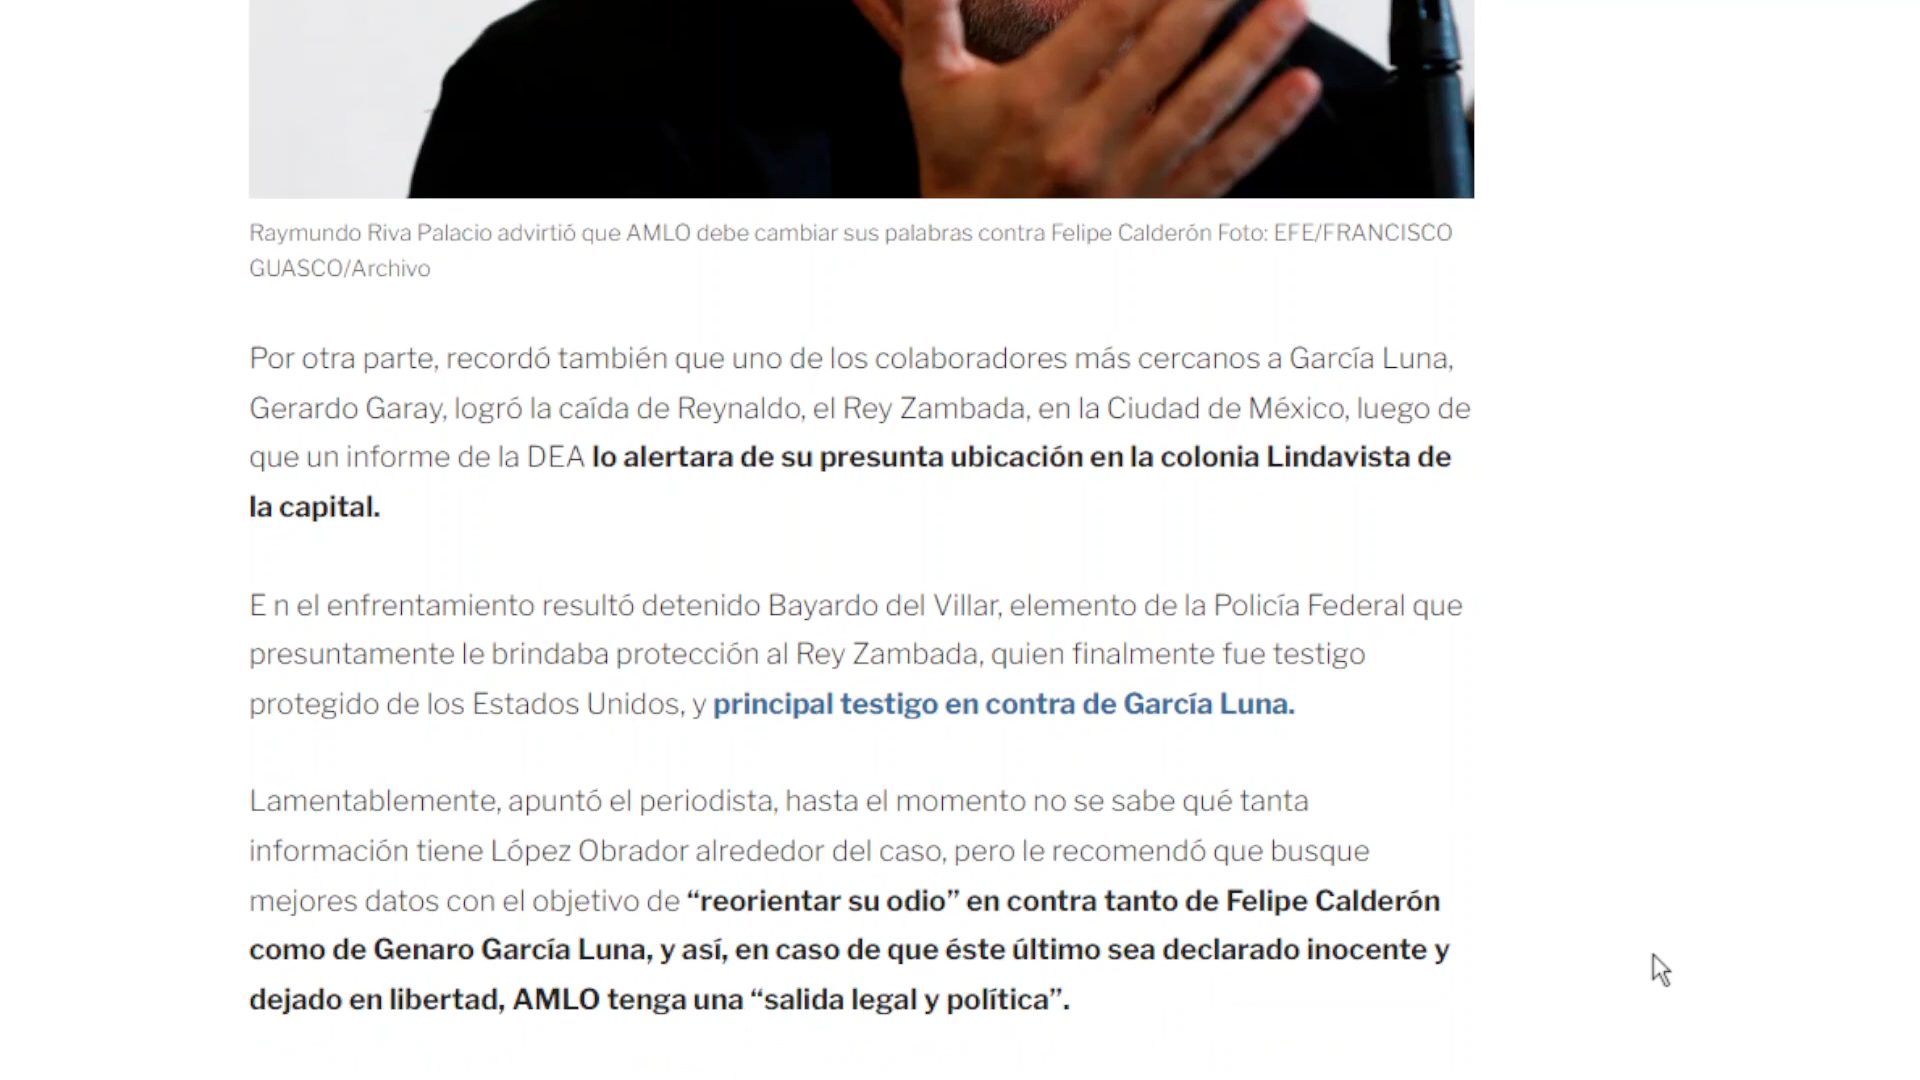 Raymundo Riva Palacio advirtió que AMLO debe cambiar sus palabras contra Felipe Calderón Foto: EFE/FRANCISCO
GUASCO/Archivo
Por otra parte, recordó también que uno de los colaboradores más cercanos a García Luna,
Gerardo Garay, logró la caída de Reynaldo, el Rey Zambada, en la Ciudad de México, luego de
que un informe de la DEA lo alertara de su presunta ubicación en la colonia Lindavista de
la capital.
E n el enfrentamiento resultó detenido Bayardo del Villar, elemento de la Policía Federal que
presuntamente le brindaba protección al Rey Zambada, quien finalmente fue testigo
protegido de los Estados Unidos, y principal testigo en contra de García Luna.
Lamentablemente, apuntó el periodista, hasta el momento no se sabe qué tanta
información tiene López Obrador alrededor del caso, pero le recomendó que busque
mejores datos con el objetivo de “reorientar su odio” en contra tanto de Felipe Calderón
como de Genaro García Luna, y así, en caso de que éste último sea declarado inocente y
dejado en libertad, AMLO tenga una “salida legal y política”.